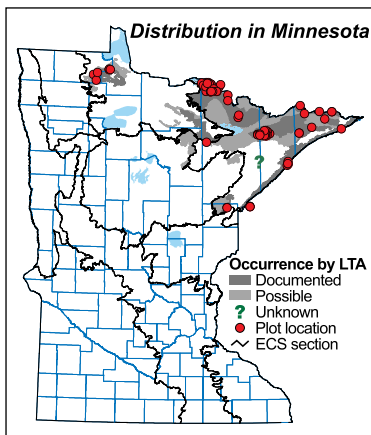 Distribution in Minnesota
?
Occurrence by LTA
Documented
Possible
? Unknown
Plot location
ECS section